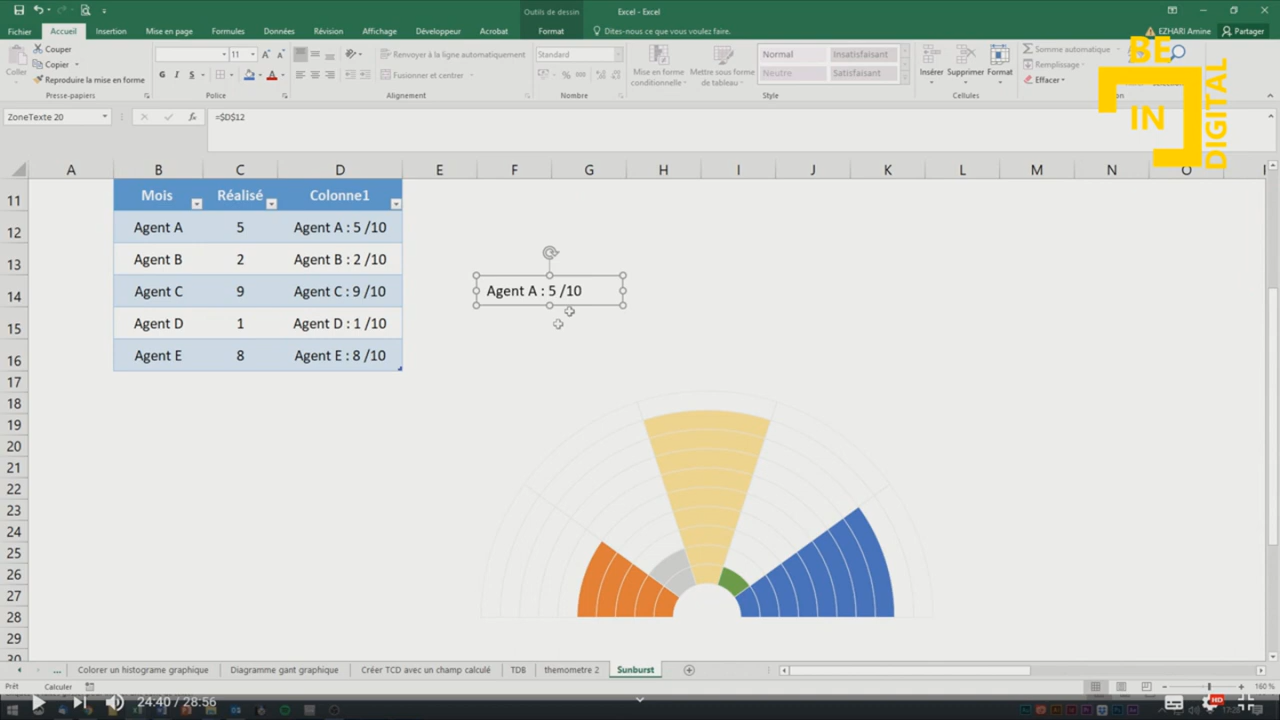 Outils de dessin
Excel - Excel
Fichier Accueil Insertion Mise en page Formules Données Révision Affichage Développeur Acrobat Format Dites-nous ce que vous voulez faire. EZHARI Amine Partager
Coller
Couper
Copier
Reproduire la mise en forme
Presse-papiers
11
G I S
Police
Renvoyer à la ligne automatiquement
Fusionner et centrer
Alignement
Standard
Nombre
Mise en forme conditionnelle
Mettre sous forme de tableau
Normal Insatisfaisant
Neutre Satisfaisant
Style
Insérer Supprimer Format
Cellules
Somme automatique
Remplissage
Effacer
BE
IN
DIGITAL
ZoneTexte 20
fx
=$D$12
A B C D E F G H I J K L M N O
11 Mois Réalisé Colonne1
12 Agent A 5 Agent A : 5 /10
13 Agent B 2 Agent B : 2 /10
14 Agent C 9 Agent C : 9 /10
Agent A : 5 /10
15 Agent D 1 Agent D : 1 /10
16 Agent E 8 Agent E : 8 /10
17
18
19
20
21
22
23
24
25
26
27
28
29
30
... Colorer un histograme graphique Diagramme gant graphique Créer TCD avec un champ calculé TDB themometre 2 Sunburst
Prêt Calculer
160 %
24:40 / 28:56
HD